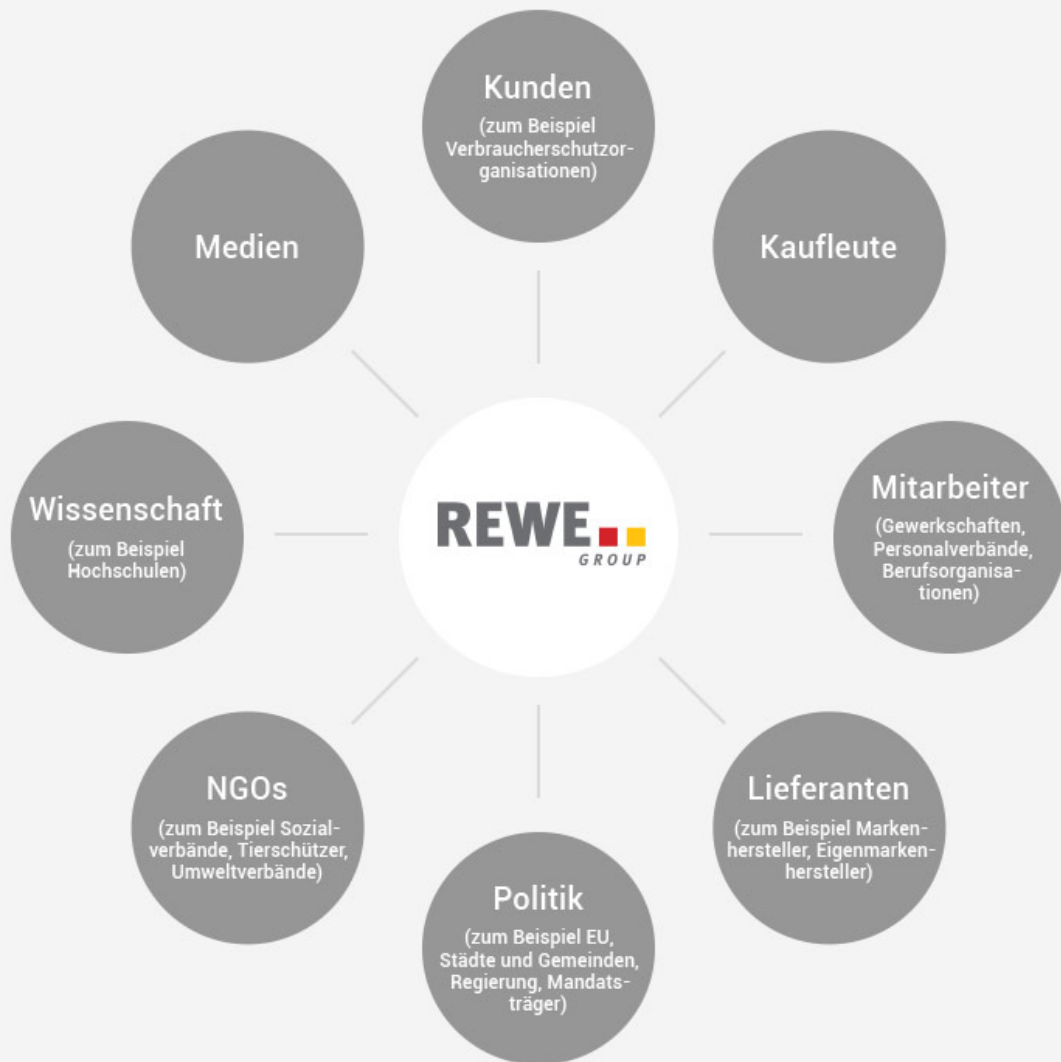 Kunden
(zum Beispiel
Verbraucherschutzor-
ganisationen)
Kaufleute
Mitarbeiter
(Gewerkschaften,
Personalverbände,
Berufsorganisa-
tionen)
Lieferanten
(zum Beispiel Marken-
hersteller, Eigenmarken-
hersteller)
Politik
(zum Beispiel EU,
Städte und Gemeinden,
Regierung, Mandats-
träger)
NGOs
(zum Beispiel Sozial-
verbände, Tierschützer,
Umweltverbände)
Wissenschaft
(zum Beispiel
Hochschulen)
Medien
REWE
GROUP